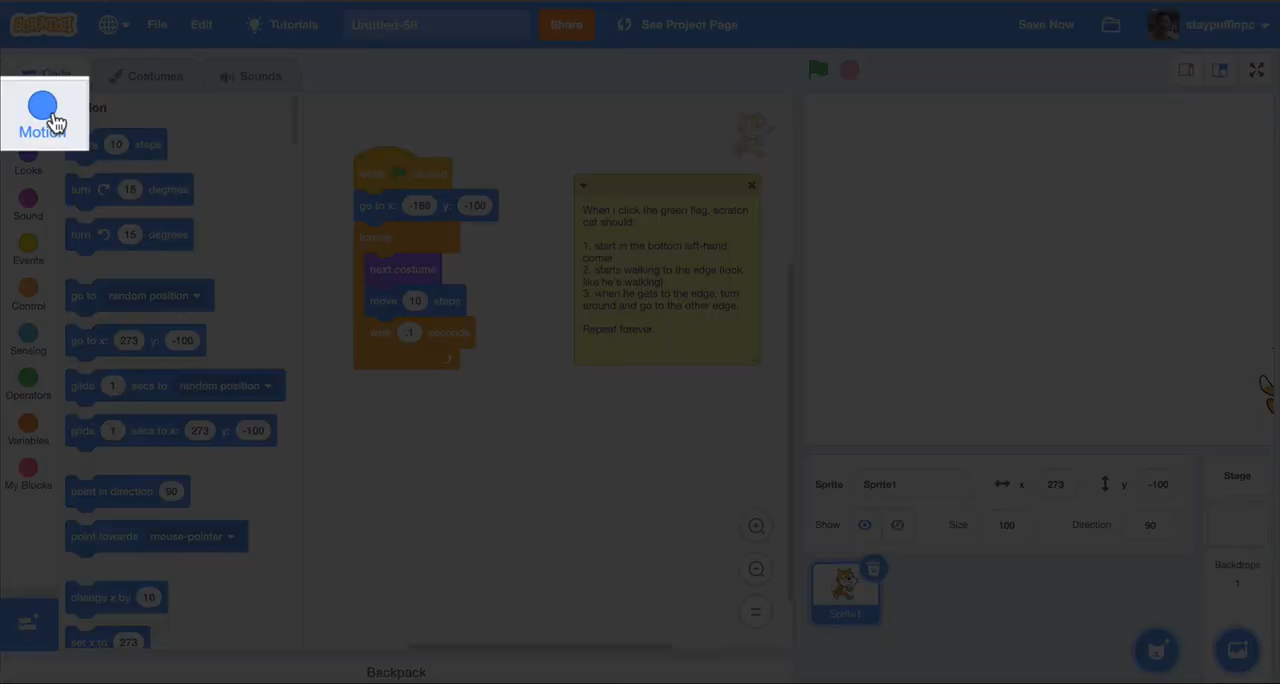 SCRATCH File Edit Tutorials Untitled-58 Share See Project Page Save Now staypuffinpc
Costumes Sounds
Motion
10 steps
turn 15 degrees
turn 15 degrees
go to random position
go to x: 273 y: -100
glide 1 secs to random position
glide 1 secs to x: 273 y: -100
point in direction 90
point towards mouse-pointer
change x by 10
set x to 273
Looks
Sound
Events
Control
Sensing
Operators
Variables
My Blocks
when clicked
go to x: -186 y: -100
forever
next costume
move 10 steps
wait .1 seconds
When i click the green flag, scratch
cat should:
1. start in the bottom left-hand
corner
2. starts walking to the edge (look
like he's walking)
3. when he gets to the edge, turn
around and go to the other edge.
Repeat forever.
Backpack
Sprite Sprite1 x 273 y -100
Show Size 100 Direction 90
Sprite1
Stage
Backdrops
1